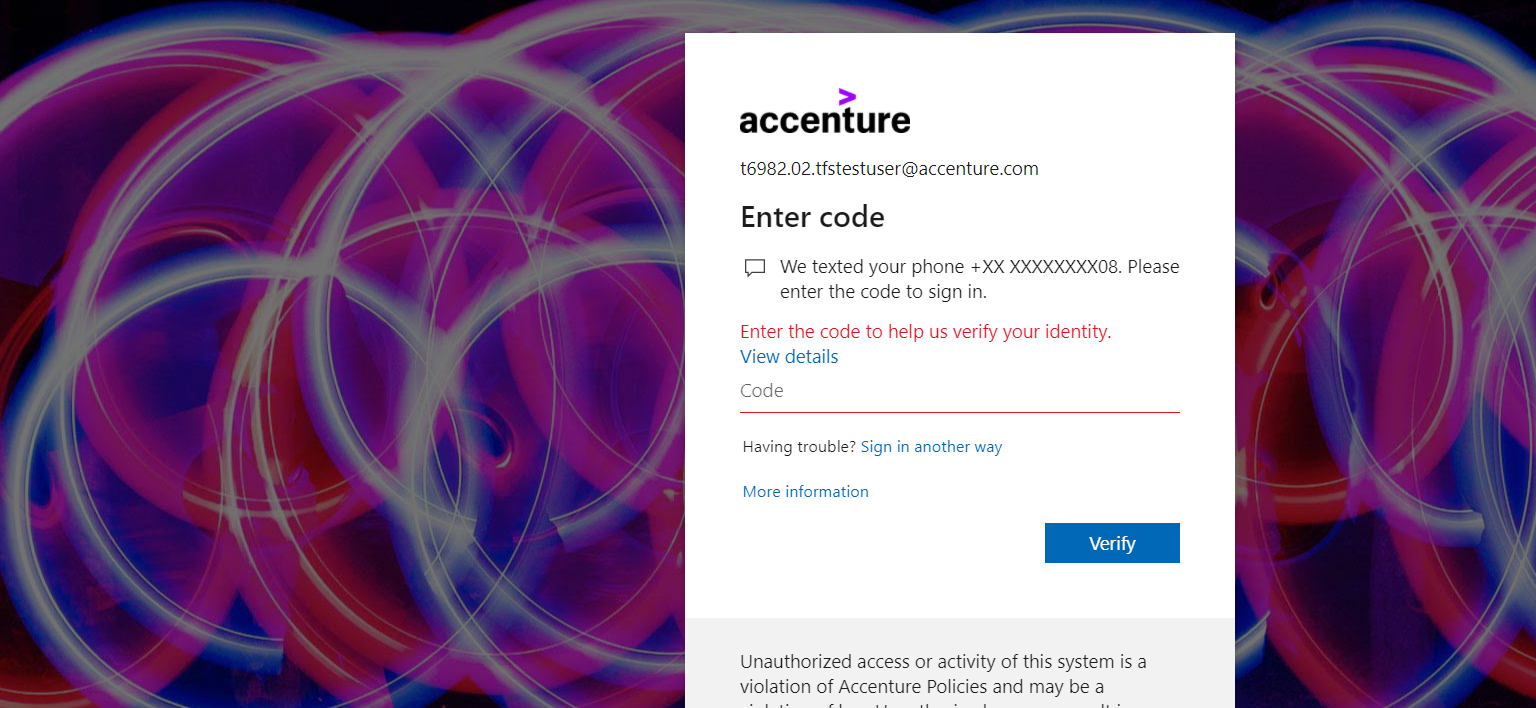 accenture
t6982.02.tfstestuser@accenture.com
Enter code
We texted your phone +XX XXXXXXXX08. Please
enter the code to sign in.
Enter the code to help us verify your identity.
View details
Code
Having trouble? Sign in another way
More information
Verify
Unauthorized access or activity of this system is a
violation of Accenture Policies and may be a